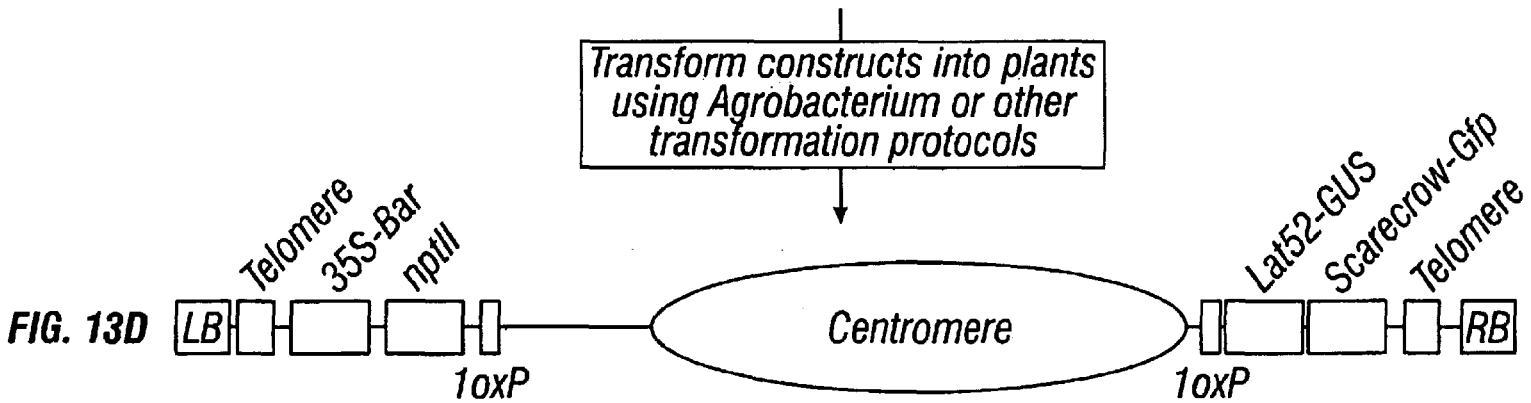 Transform constructs into plants
using Agrobacterium or other
transformation protocols
Telomere
35S-Bar
nptII
Lat52-GUS
Scarecrow-Gfp
Telomere
FIG. 13D
LB
Centromere
RB
1oxP
1oxP